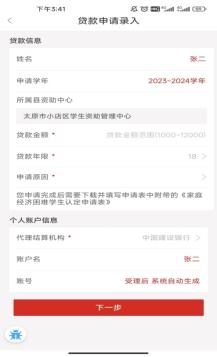 下午3:41
贷款申请录入
贷款信息
姓名 张二
申请学年 2023-2024学年
所属县资助中心
太原市小店区学生资助管理中心
贷款金额 * 贷款金额范围(1000~12000)
贷款年限 * 18 >
申请原因 * >
您申请完成后需要下载并填写申请表中附带的《家庭
经济困难学生认定申请表》
个人账户信息
代理结算机构 * 中国建设银行 >
账户名 张二
账号 受理后 系统自动生成
下一步